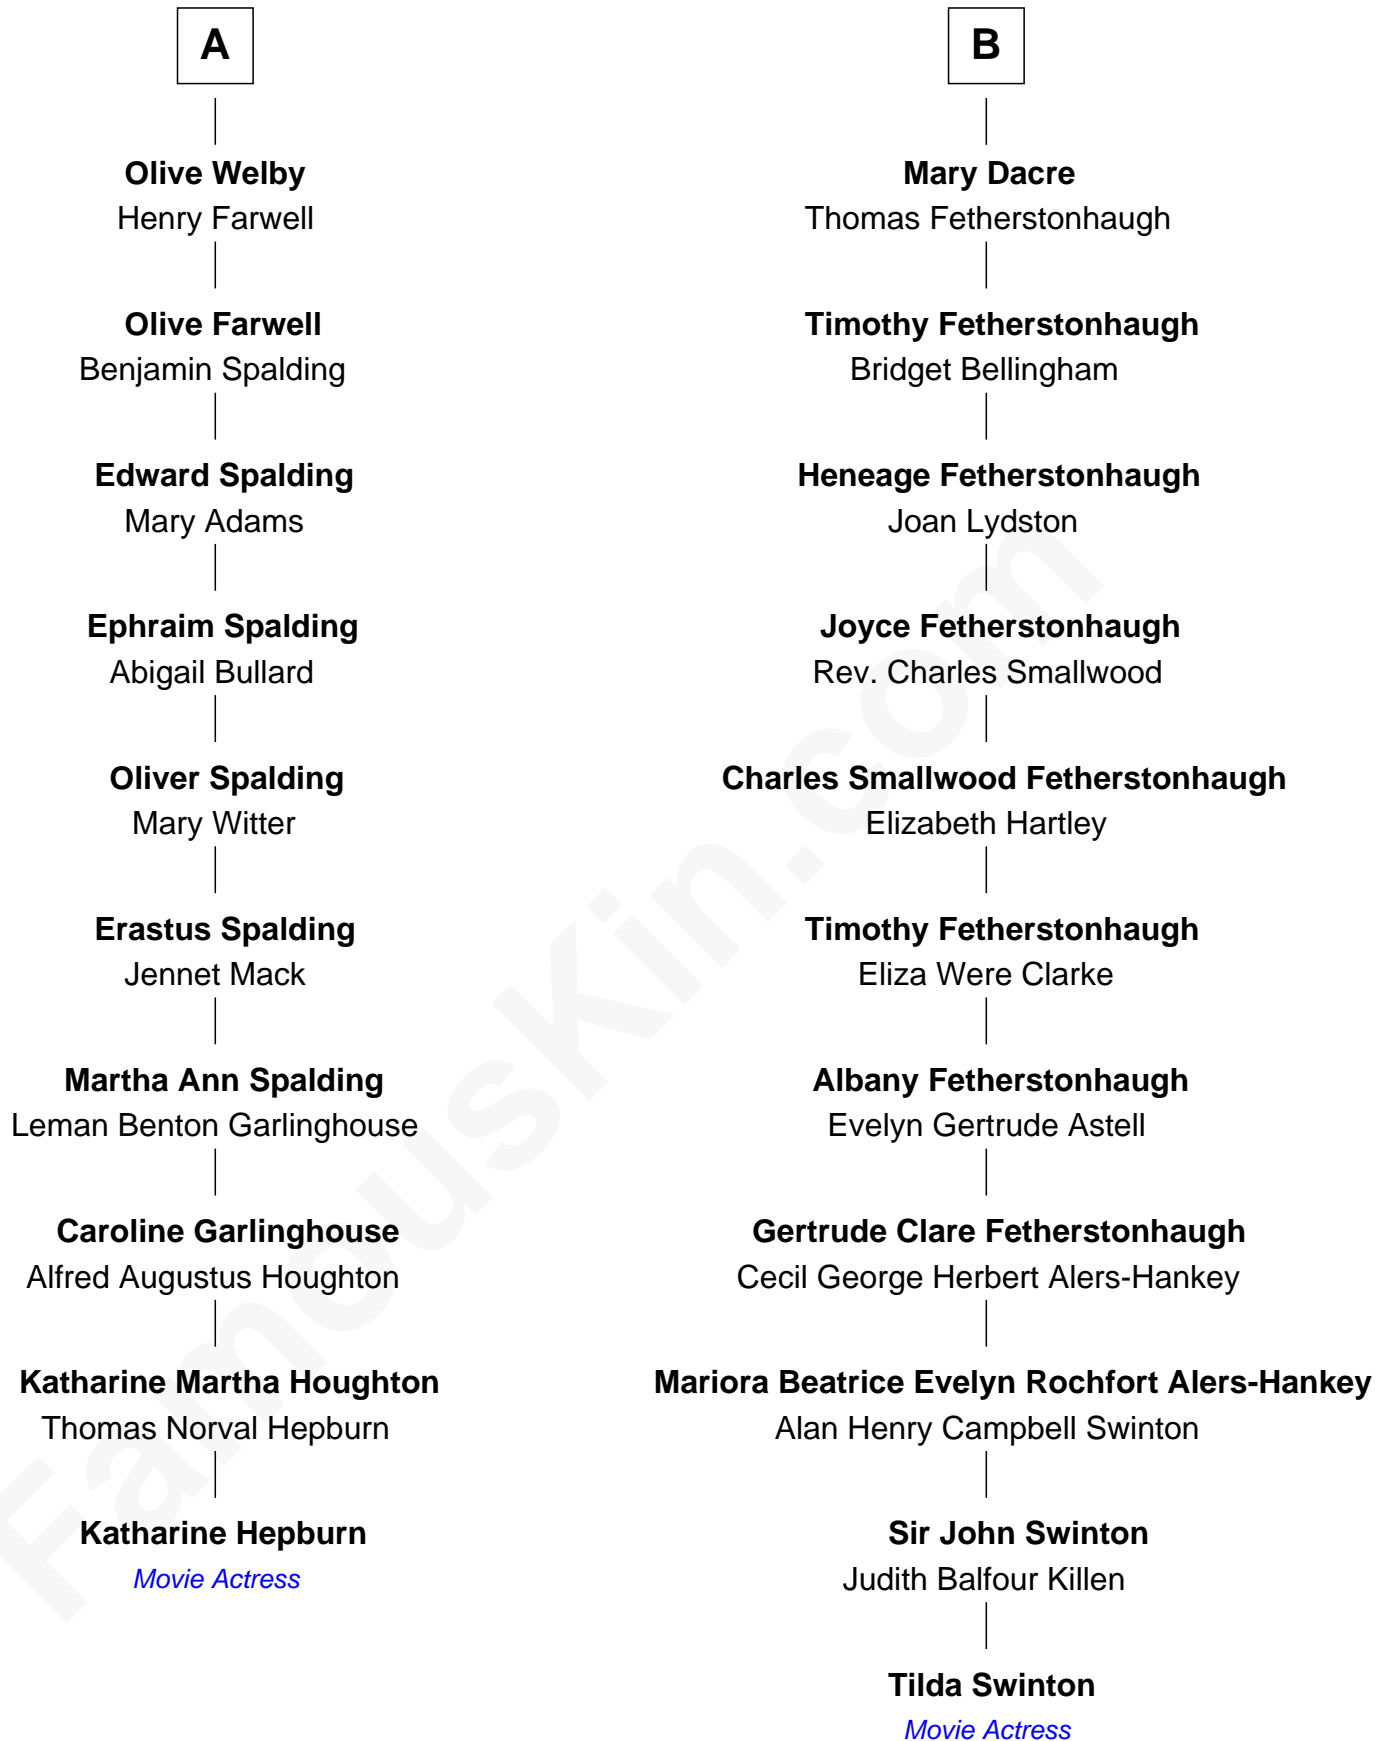 A
Olive Welby
Henry Farwell
Olive Farwell
Benjamin Spalding
Edward Spalding
Mary Adams
Ephraim Spalding
Abigail Bullard
Oliver Spalding
Mary Witter
Erastus Spalding
Jennet Mack
Martha Ann Spalding
Leman Benton Garlinghouse
Caroline Garlinghouse
Alfred Augustus Houghton
Katharine Martha Houghton
Thomas Norval Hepburn
Katharine Hepburn
Movie Actress
B
Mary Dacre
Thomas Fetherstonhaugh
Timothy Fetherstonhaugh
Bridget Bellingham
Heneage Fetherstonhaugh
Joan Lydston
Joyce Fetherstonhaugh
Rev. Charles Smallwood
Charles Smallwood Fetherstonhaugh
Elizabeth Hartley
Timothy Fetherstonhaugh
Eliza Were Clarke
Albany Fetherstonhaugh
Evelyn Gertrude Astell
Gertrude Clare Fetherstonhaugh
Cecil George Herbert Alers-Hankey
Mariora Beatrice Evelyn Rochfort Alers-Hankey
Alan Henry Campbell Swinton
Sir John Swinton
Judith Balfour Killen
Tilda Swinton
Movie Actress
FamousKin.com